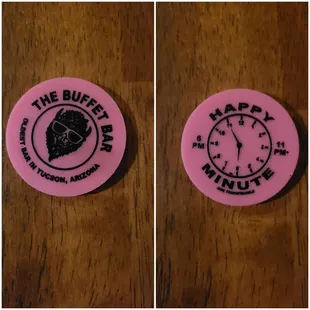 THE BUFFET BAR
OLDEST BAR IN TUCSON, ARIZONA
HAPPY
6 PM
11 PM
MINUTE